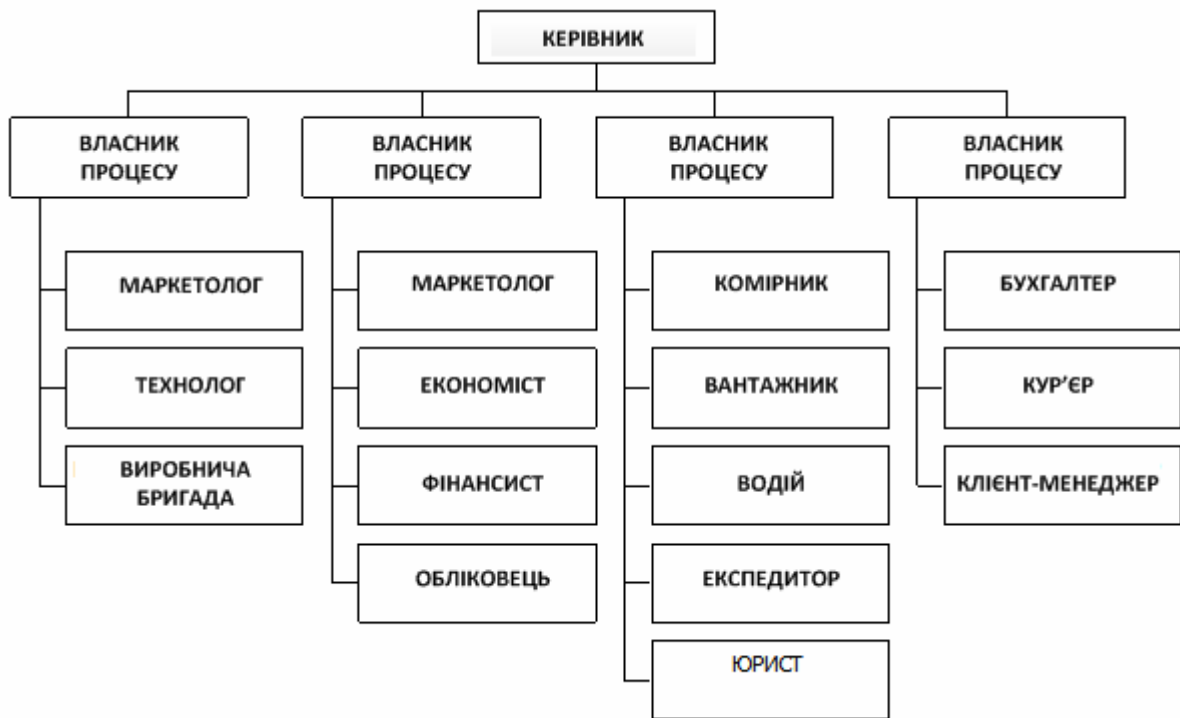 КЕРІВНИК
ВЛАСНИК
ПРОЦЕСУ
ВЛАСНИК
ПРОЦЕСУ
ВЛАСНИК
ПРОЦЕСУ
ВЛАСНИК
ПРОЦЕСУ
МАРКЕТОЛОГ
ТЕХНОЛОГ
ВИРОБНИЧА
БРИГАДА
МАРКЕТОЛОГ
ЕКОНОМІСТ
ФІНАНСИСТ
ОБЛІКОВЕЦЬ
КОМІРНИК
ВАНТАЖНИК
ВОДІЙ
ЕКСПЕДИТОР
ЮРИСТ
БУХГАЛТЕР
КУР’ЄР
КЛІЄНТ-МЕНЕДЖЕР